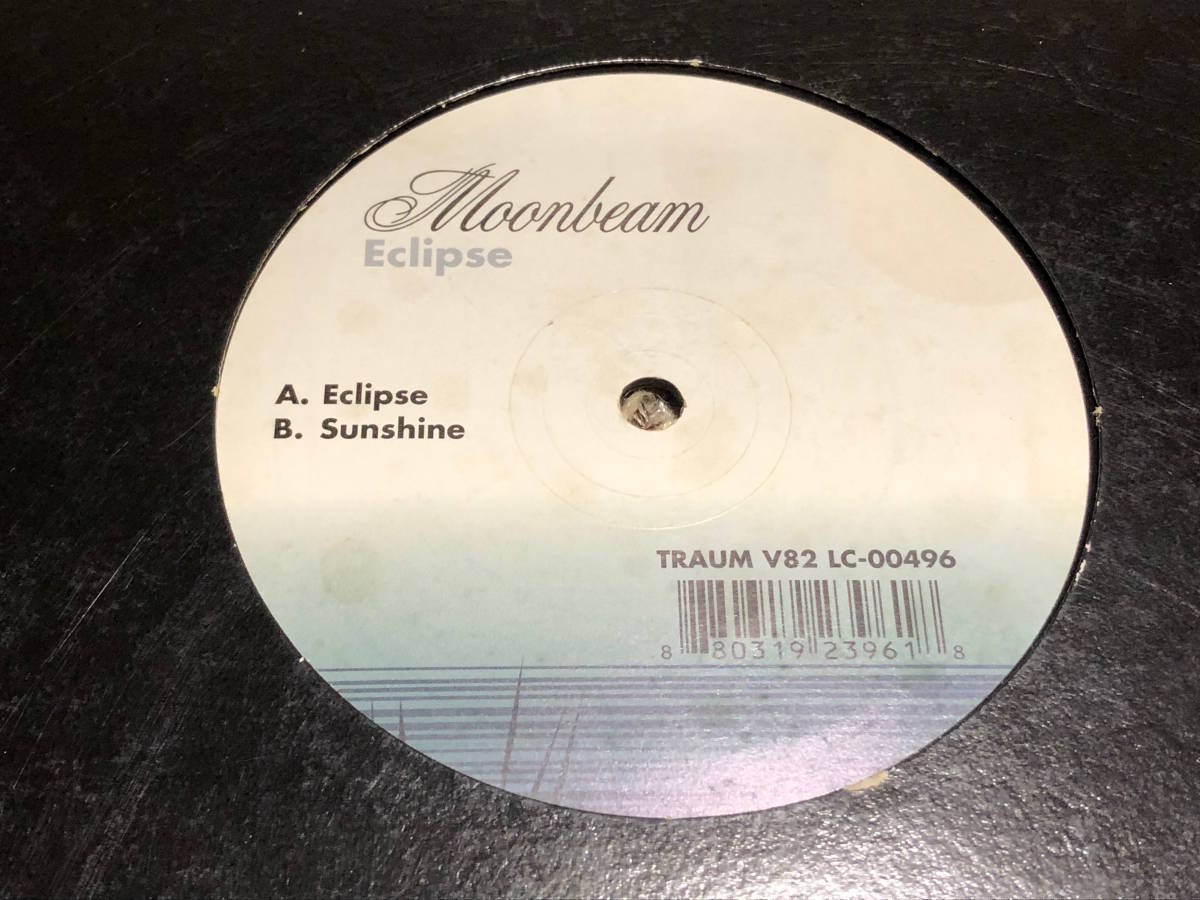 Moonbeam
Eclipse
A. Eclipse
B. Sunshine
TRAUM V82 LC-00496
8 80319 23961 8